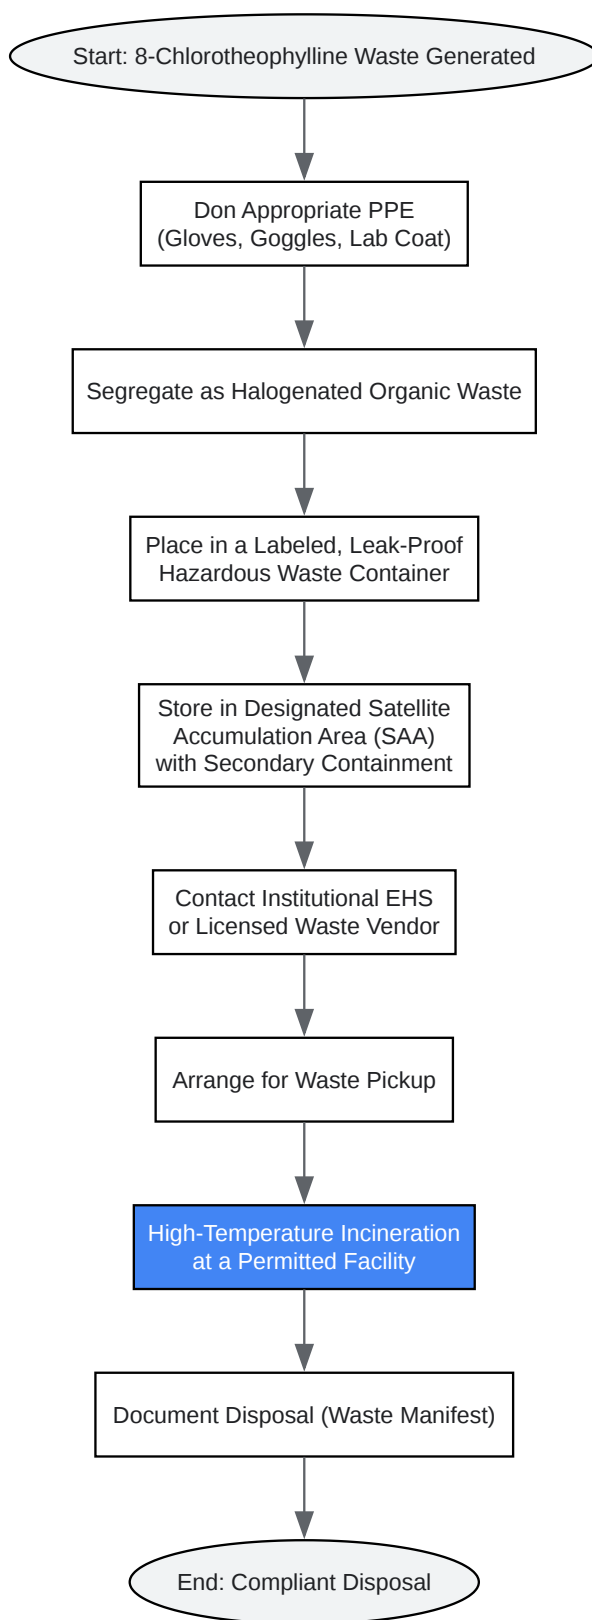 Start: 8-Chlorotheophylline Waste Generated
Don Appropriate PPE
(Gloves, Goggles, Lab Coat)
Segregate as Halogenated Organic Waste
Place in a Labeled, Leak-Proof
Hazardous Waste Container
Store in Designated Satellite
Accumulation Area (SAA)
with Secondary Containment
Contact Institutional EHS
or Licensed Waste Vendor
Arrange for Waste Pickup
High-Temperature Incineration
at a Permitted Facility
Document Disposal (Waste Manifest)
End: Compliant Disposal